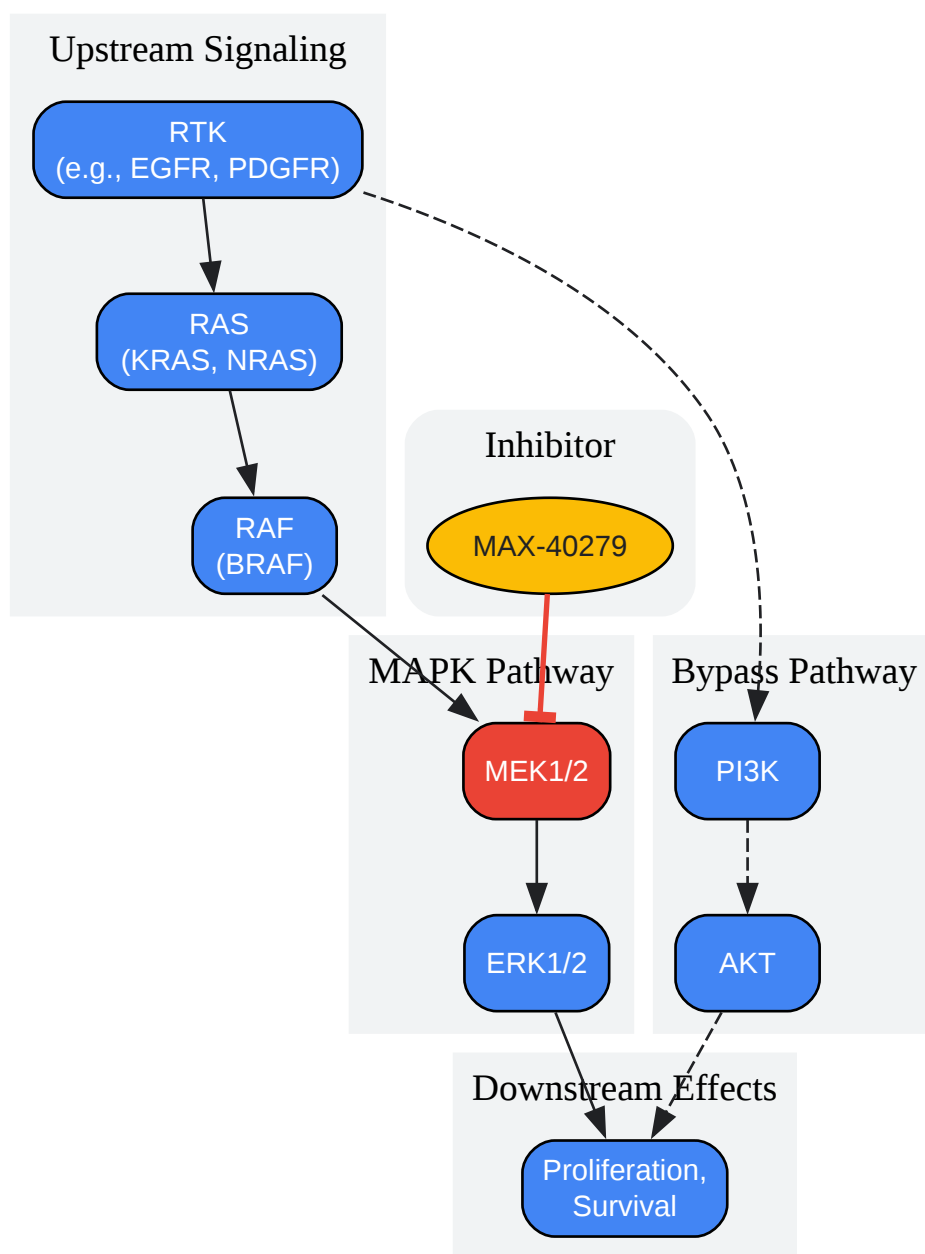 Upstream Signaling
RTK
(e.g., EGFR, PDGFR)
RAS
(KRAS, NRAS)
RAF
(BRAF)
Inhibitor
MAX-40279
MAPK Pathway
MEK1/2
ERK1/2
Bypass Pathway
PI3K
AKT
Downstream Effects
Proliferation,
Survival